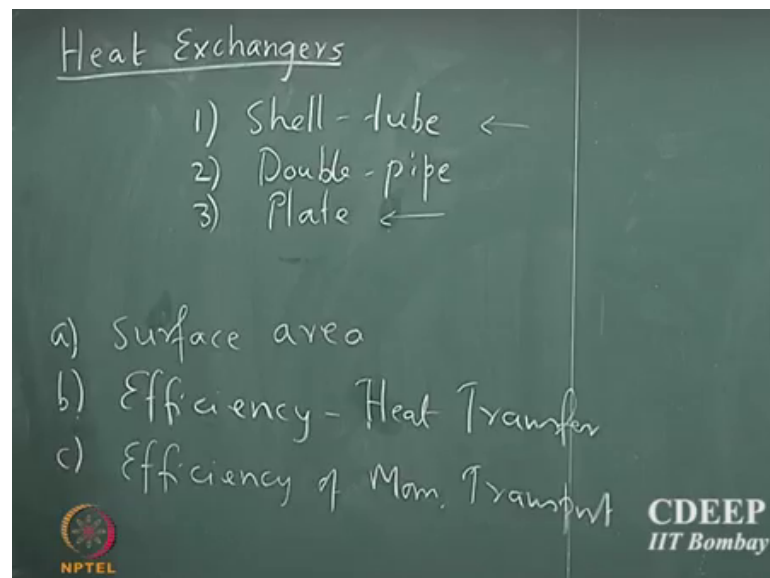 Heat Exchangers
1) Shell-tube ←
2) Double-pipe
3) Plate ←
a) Surface area
b) Efficiency - Heat Transfer
c) Efficiency of Mom. Transport
NPTEL
CDEEP
IIT Bombay